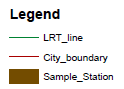 Legend
LRT_line
City_boundary
Sample_Station